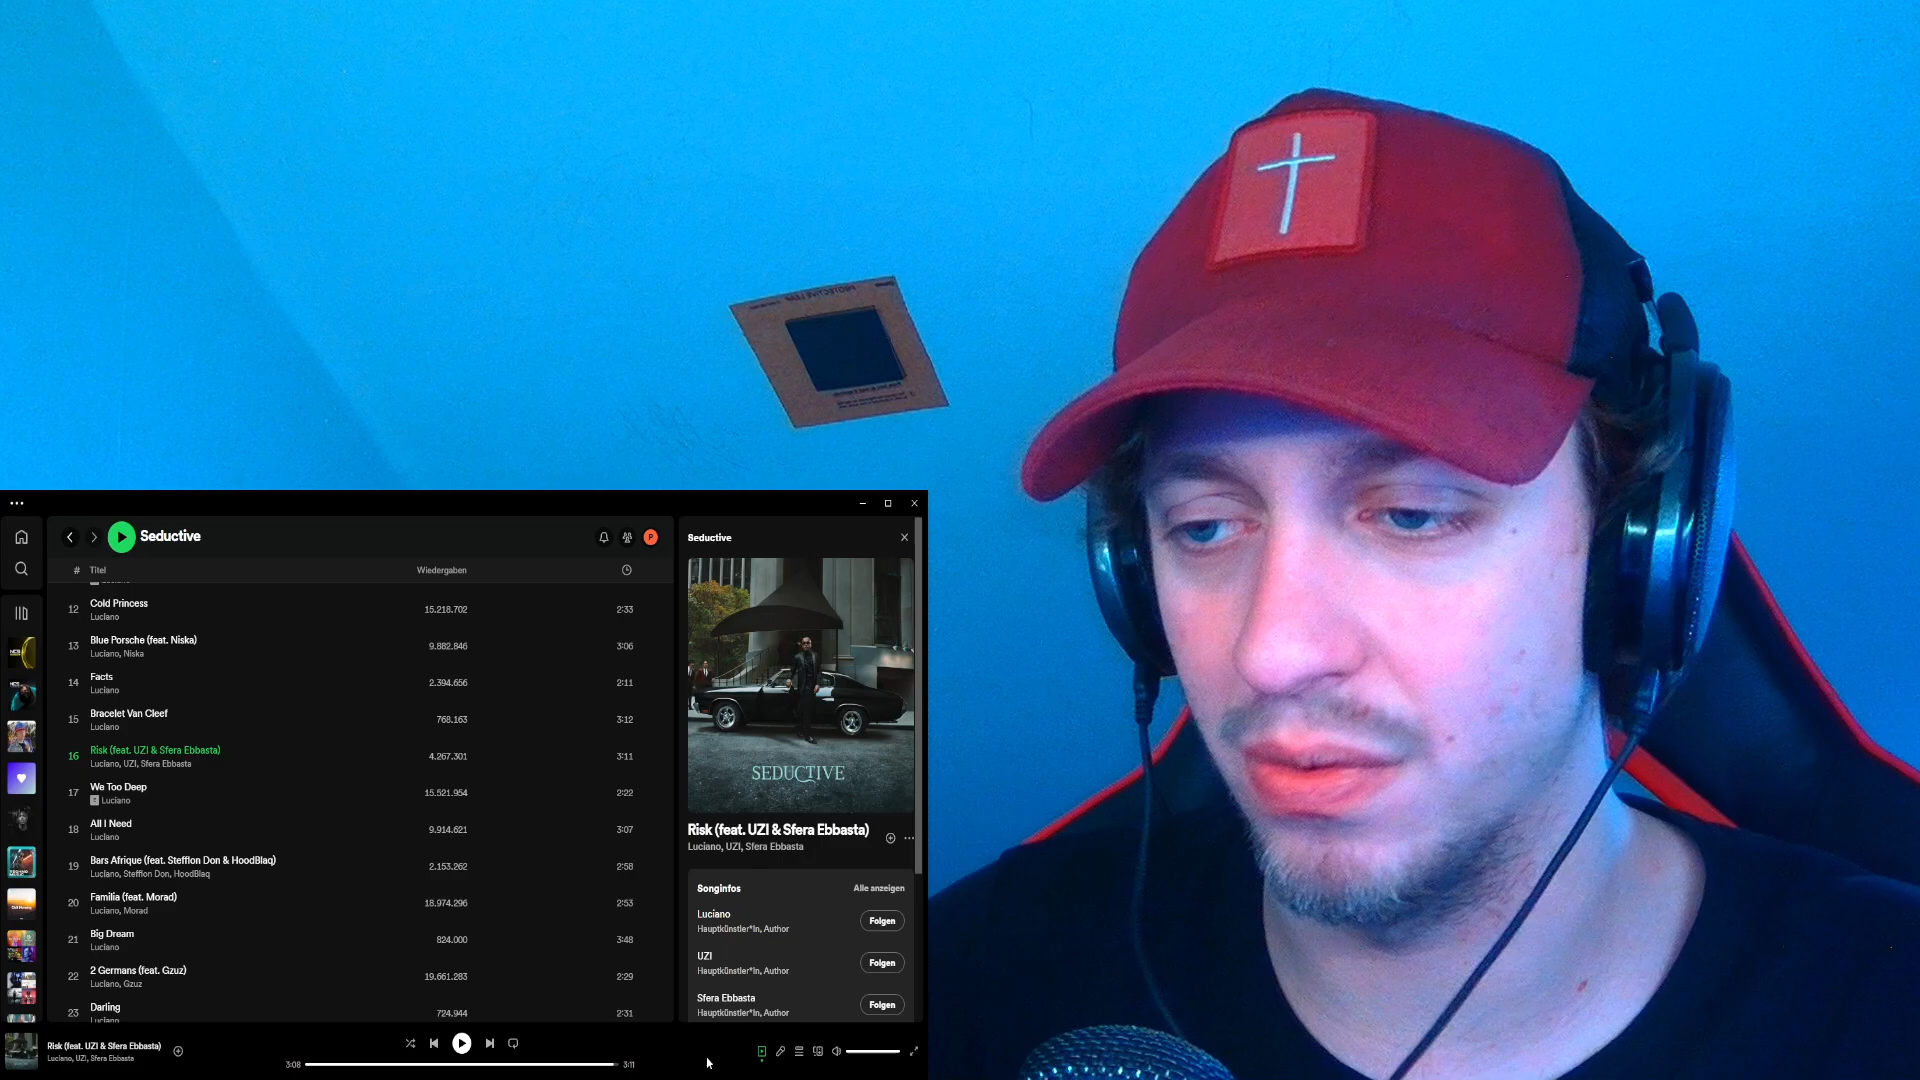 Seductive
# Titel Wiedergaben
12 Cold Princess 15.218.702 2:33
Luciano
13 Blue Porsche (feat. Niska) 9.882.846 3:06
Luciano, Niska
14 Facts 2.394.656 2:11
Luciano
15 Bracelet Van Cleef 768.163 3:12
Luciano
16 Risk (feat. UZI & Sfera Ebbasta) 4.267.301 3:11
Luciano, UZI, Sfera Ebbasta
17 We Too Deep 15.521.954 2:22
E Luciano
18 All I Need 9.914.621 3:07
Luciano
19 Bars Afrique (feat. Stefflon Don & HoodBlaq) 2.153.262 2:58
Luciano, Stefflon Don, HoodBlaq
20 Familia (feat. Morad) 18.974.296 2:53
Luciano, Morad
21 Big Dream 824.000 3:48
Luciano
22 2 Germans (feat. Gzuz) 19.661.283 2:29
Luciano, Gzuz
23 Darling 724.944 2:31
Luciano
P
Seductive
SEDUCTIVE
Risk (feat. UZI & Sfera Ebbasta)
Luciano, UZI, Sfera Ebbasta
Songinfos Alle anzeigen
Luciano
Hauptkünstler*in, Author
Folgen
UZI
Hauptkünstler*in, Author
Folgen
Sfera Ebbasta
Hauptkünstler*in, Author
Folgen
Risk (feat. UZI & Sfera Ebbasta)
Luciano, UZI, Sfera Ebbasta
3:08 3:11